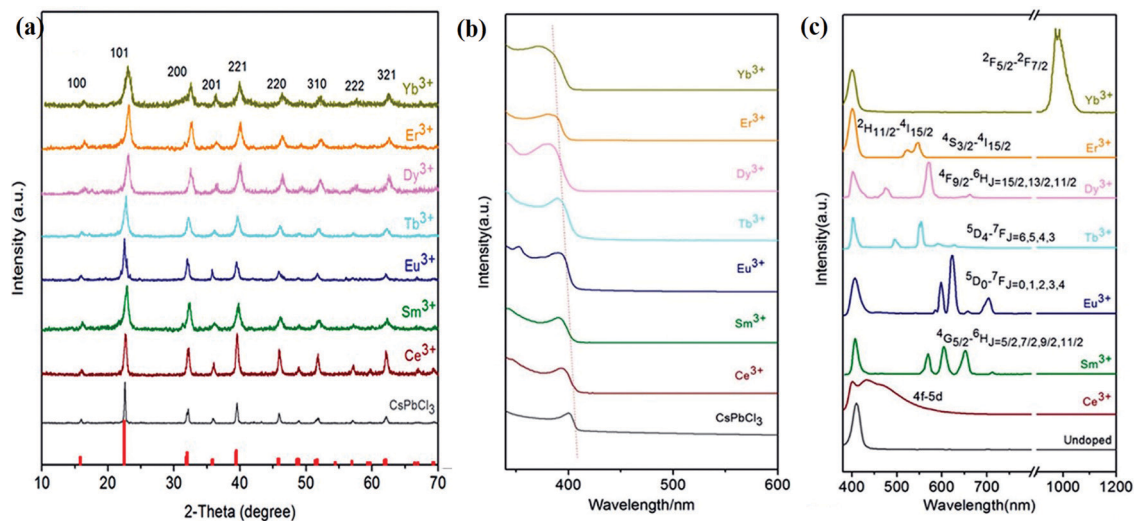 (a)
Intensity (a.u.)
100
101
200
201
221
220
310
222
321
Yb3+
Er3+
Dy3+
Tb3+
Eu3+
Sm3+
Ce3+
CsPbCl3
10 20 30 40 50 60 70
2-Theta (degree)
(b)
Intensity(a.u.)
Yb3+
Er3+
Dy3+
Tb3+
Eu3+
Sm3+
Ce3+
CsPbCl3
400 500 600
Wavelength/nm
(c)
Intensity(a.u.)
2F5/2-2F7/2
Yb3+
2H11/2-4I15/2
4S3/2-4I15/2
Er3+
4F9/2-6HJ=15/2,13/2,11/2
Dy3+
5D4-7FJ=6,5,4,3
Tb3+
5D0-7FJ=0,1,2,3,4
Eu3+
4G5/2-6HJ=5/2,7/2,9/2,11/2
Sm3+
4f-5d
Ce3+
Undoped
400 500 600 700 800 1000 1200
Wavelength(nm)